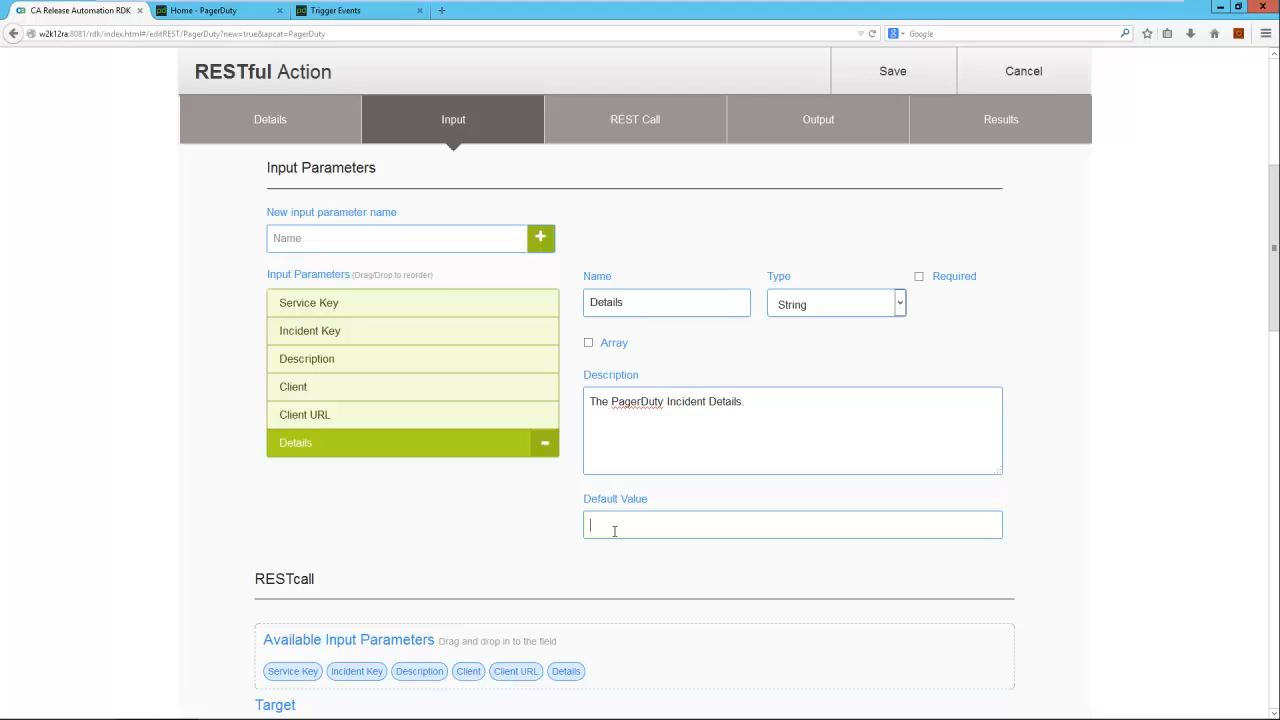 CA Release Automation RDK
Home - PagerDuty
Trigger Events
w2k12ra:8081/rdk/index.html#/editREST/PagerDuty?new=true&apcat=PagerDuty
Google
RESTful Action
Save
Cancel
Details
Input
REST Call
Output
Results
Input Parameters
New input parameter name
Name
Input Parameters (Drag/Drop to reorder)
Service Key
Incident Key
Description
Client
Client URL
Details
Name
Type
Required
Details
String
Array
Description
The PagerDuty Incident Details.
Default Value
RESTcall
Available Input Parameters Drag and drop in to the field
Service Key
Incident Key
Description
Client
Client URL
Details
Target